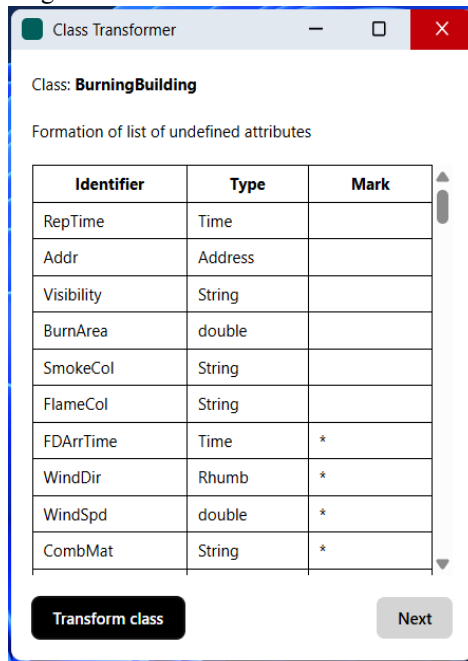 Class Transformer
Class: BurningBuilding
Formation of list of undefined attributes
Identifier Type Mark
RepTime Time
Addr Address
Visibility String
BurnArea double
SmokeCol String
FlameCol String
FDArrTime Time *
WindDir Rhumb *
WindSpd double *
CombMat String *
Transform class Next